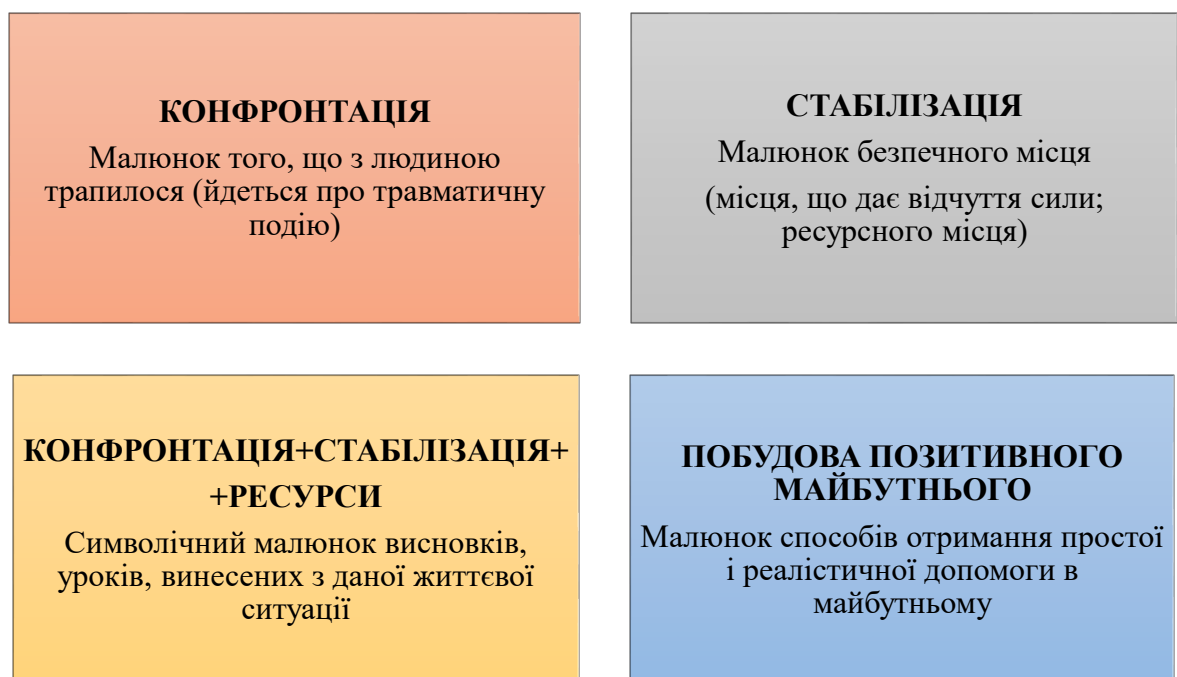 КОНФРОНТАЦІЯ
Малюнок того, що з людиною
трапилося (йдеться про травматичну
подію)
СТАБІЛІЗАЦІЯ
Малюнок безпечного місця
(місця, що дає відчуття сили;
ресурсного місця)
КОНФРОНТАЦІЯ+СТАБІЛІЗАЦІЯ+
+РЕСУРСИ
Символічний малюнок висновків,
уроків, винесених з даної життєвої
ситуації
ПОБУДОВА ПОЗИТИВНОГО
МАЙБУТНЬОГО
Малюнок способів отримання простої
і реалістичної допомоги в
майбутньому